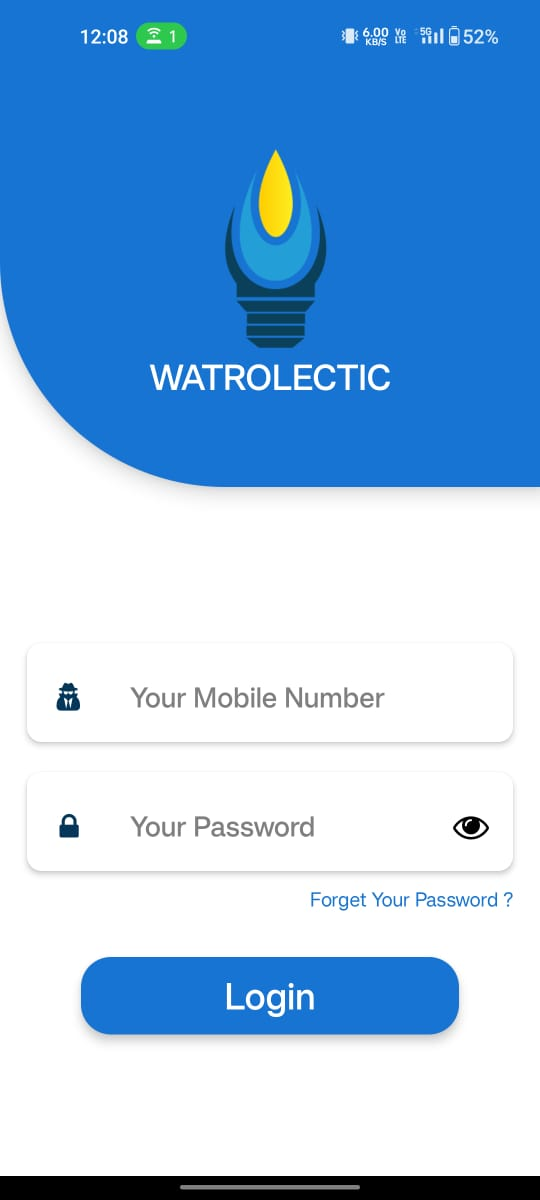 12:08 1 6.00 KB/S Vo LTE 5G 52%
WATROLECTIC
Your Mobile Number
Your Password
Forget Your Password ?
Login